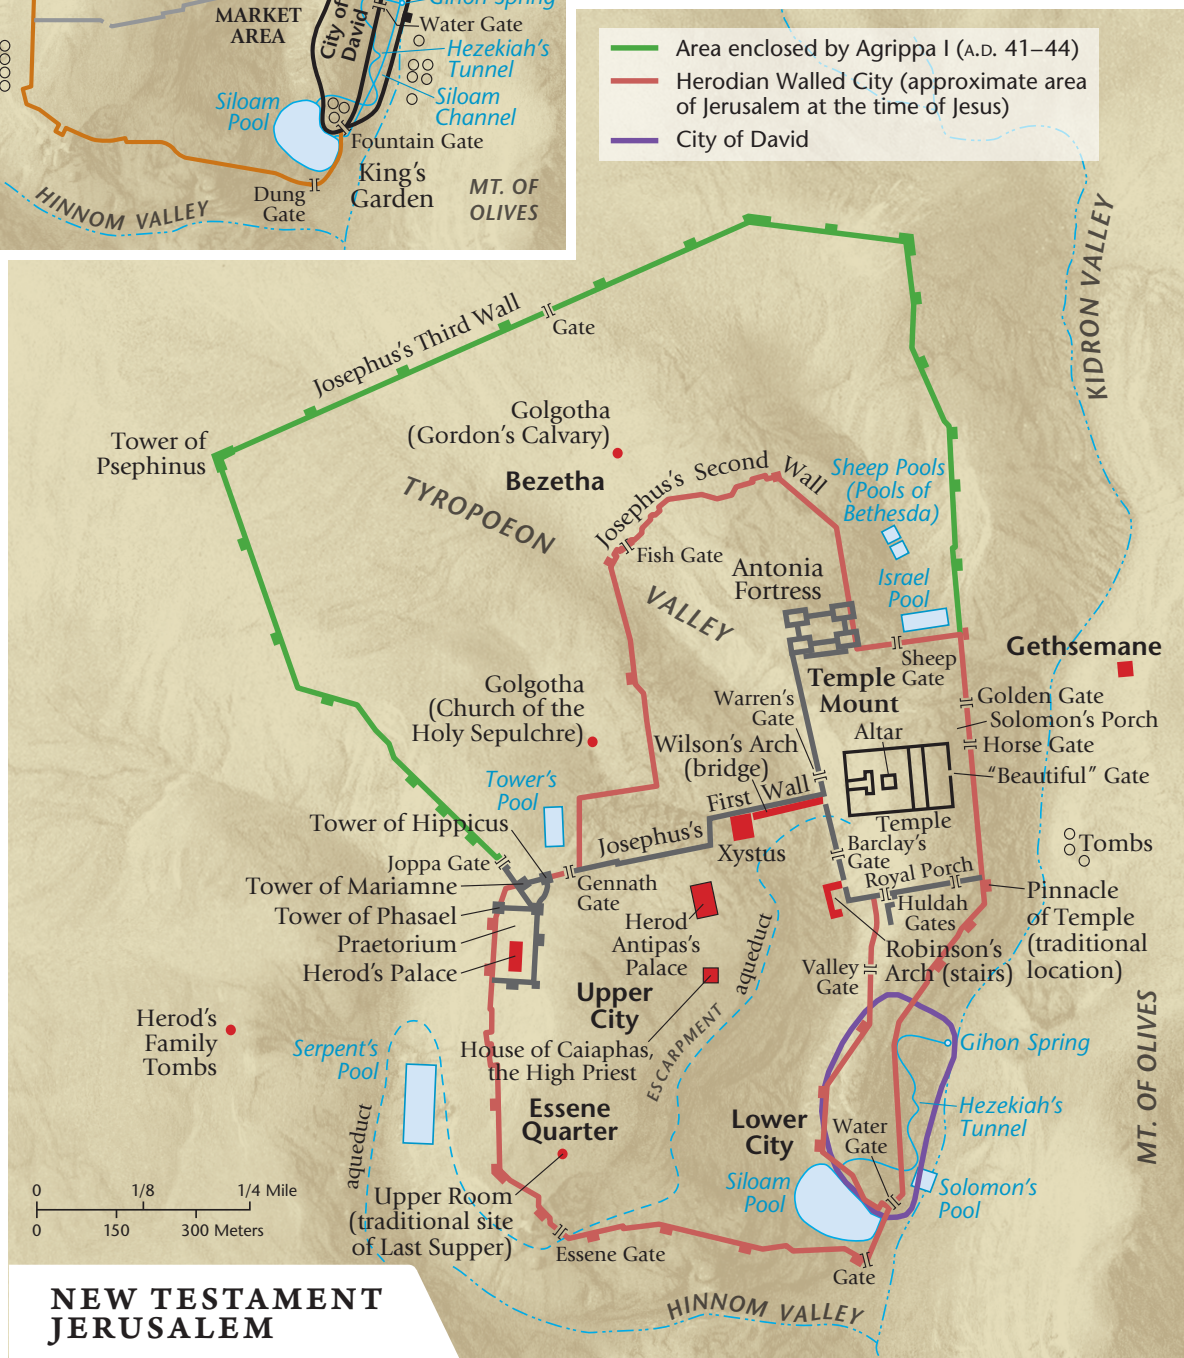 MARKET
AREA
City of
David
Gihon Spring
Water Gate
Hezekiah's
Tunnel
Siloam
Channel
Siloam
Pool
Fountain Gate
King's
Garden
Dung
Gate
MT. OF
OLIVES
HINNOM VALLEY
Area enclosed by Agrippa I (A.D. 41–44)
Herodian Walled City (approximate area
of Jerusalem at the time of Jesus)
City of David
KIDRON VALLEY
Josephus's Third Wall
Gate
Tower of
Psephinus
Golgotha
(Gordon's Calvary)
Bezetha
TYROPOEON
VALLEY
Josephus's Second Wall
Fish Gate
Sheep Pools
(Pools of
Bethesda)
Israel
Pool
Antonia
Fortress
Sheep
Gate
Gethsemane
Temple
Mount
Golden Gate
Solomon's Porch
Horse Gate
"Beautiful" Gate
Altar
Temple
Warren's
Gate
Wilson's Arch
(bridge)
Golgotha
(Church of the
Holy Sepulchre)
Tower's
Pool
Josephus's First Wall
Xystus
Tower of Hippicus
Joppa Gate
Tower of Mariamne
Tower of Phasael
Praetorium
Herod's Palace
Gennath
Gate
Barclay's
Gate
Royal Porch
Huldah
Gates
Tombs
Pinnacle
of Temple
(traditional
location)
Robinson's
Arch (stairs)
Herod
Antipas's
Palace
aqueduct
Valley
Gate
Upper
City
House of Caiaphas,
the High Priest
ESCARPMENT
Herod's
Family
Tombs
Serpent's
Pool
aqueduct
Essene
Quarter
Upper Room
(traditional site
of Last Supper)
Essene Gate
Lower
City
Water
Gate
Siloam
Pool
Gihon Spring
Hezekiah's
Tunnel
Solomon's
Pool
MT. OF OLIVES
Gate
HINNOM VALLEY
0 1/8 1/4 Mile
0 150 300 Meters
NEW TESTAMENT
JERUSALEM